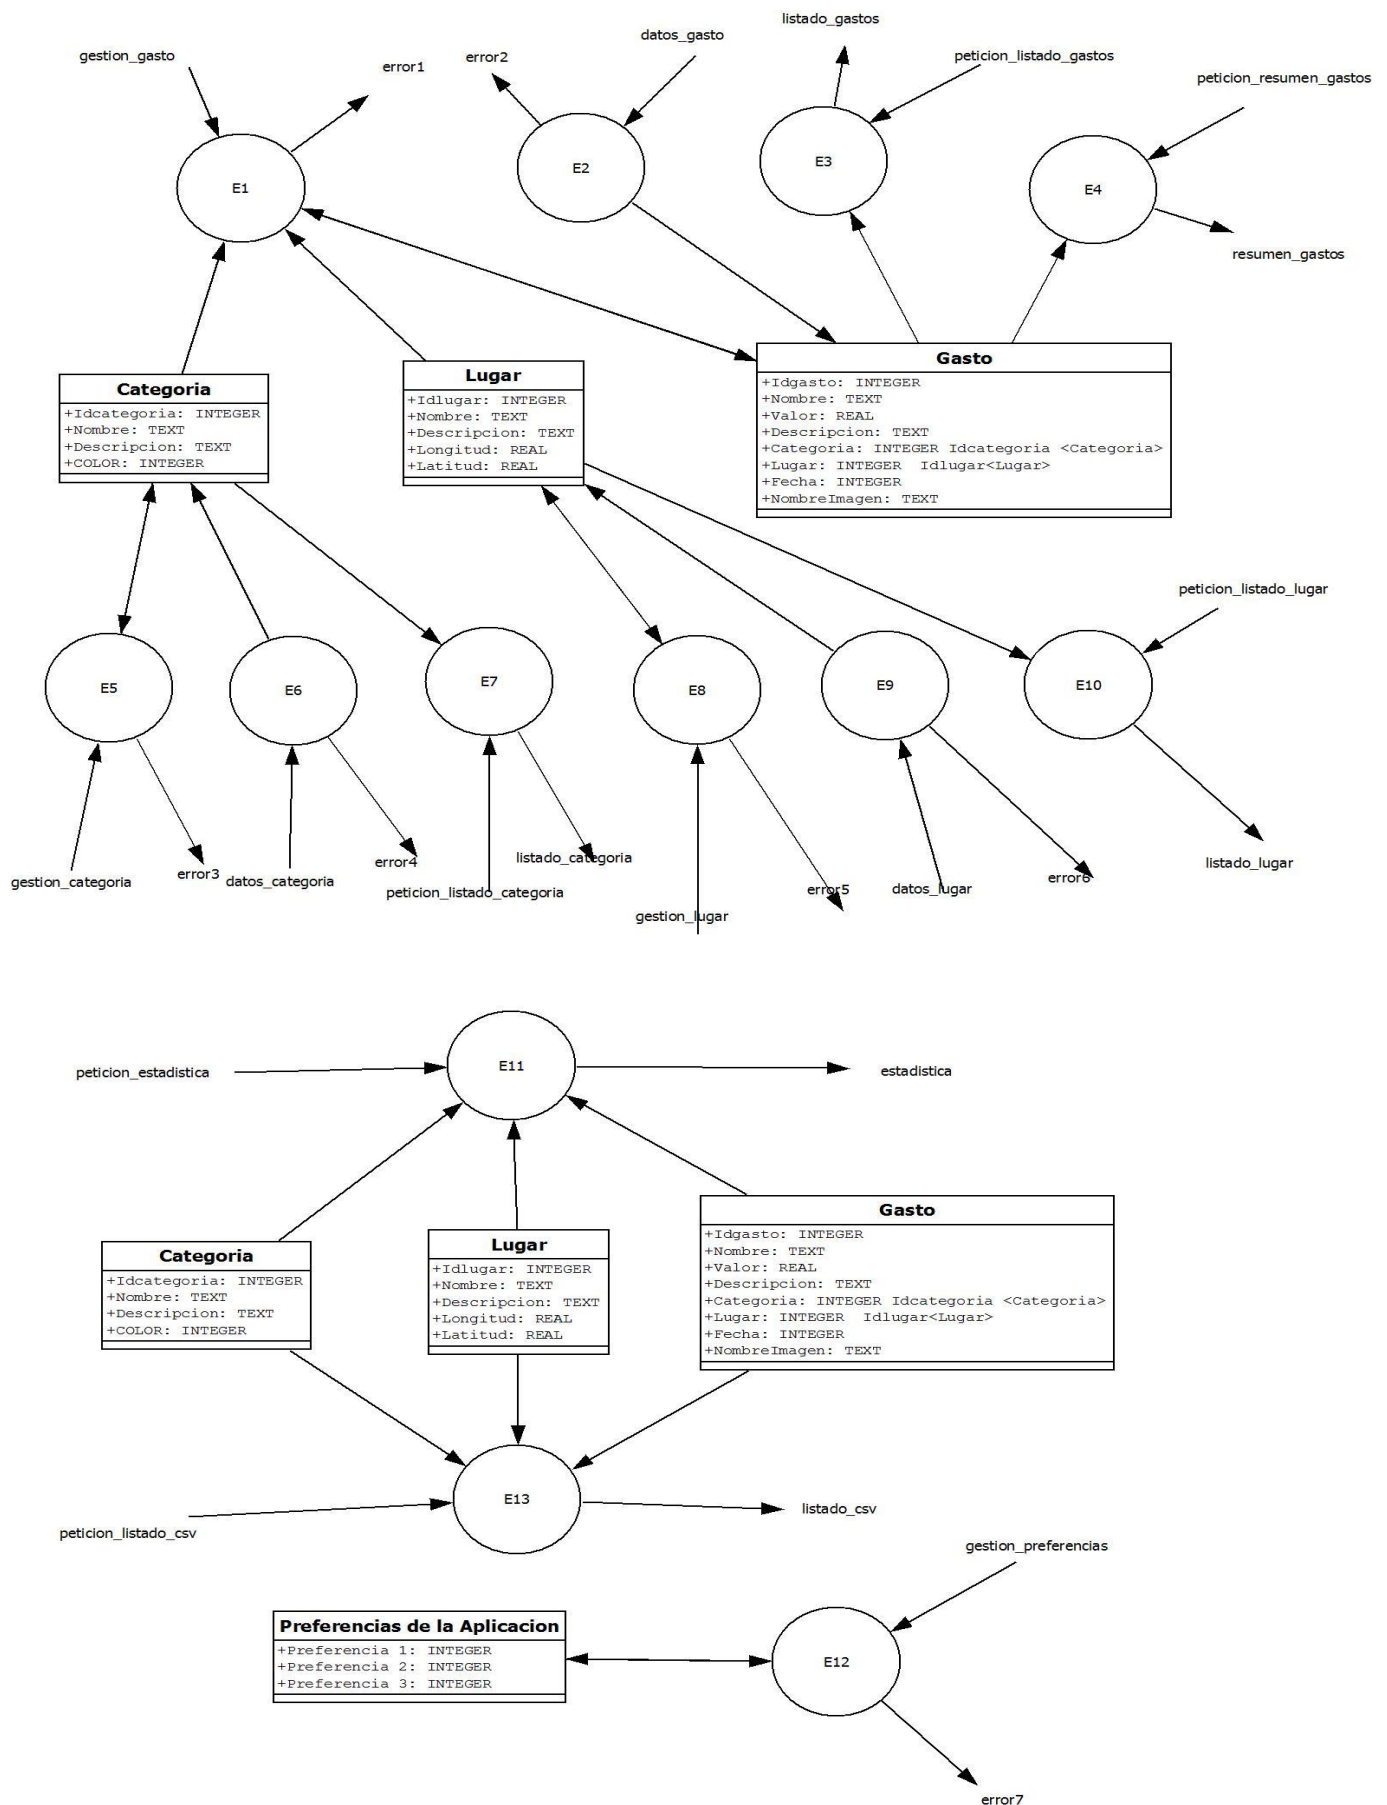 listado_gastos
gestion_gasto
error1
error2
datos_gasto
peticion_listado_gastos
peticion_resumen_gastos
E1
E2
E3
E4
resumen_gastos
Categoria
+Idcategoria: INTEGER
+Nombre: TEXT
+Descripcion: TEXT
+COLOR: INTEGER
Lugar
+Idlugar: INTEGER
+Nombre: TEXT
+Descripcion: TEXT
+Longitud: REAL
+Latitud: REAL
Gasto
+Idgasto: INTEGER
+Nombre: TEXT
+Valor: REAL
+Descripcion: TEXT
+Categoria: INTEGER Idcategoria <Categoria>
+Lugar: INTEGER  Idlugar<Lugar>
+Fecha: INTEGER
+NombreImagen: TEXT
peticion_listado_lugar
E5
E6
E7
E8
E9
E10
gestion_categoria
error3
datos_categoria
error4
peticion_listado_categoria
listado_categoria
gestion_lugar
error5
datos_lugar
error6
listado_lugar
peticion_estadistica
E11
estadistica
Categoria
+Idcategoria: INTEGER
+Nombre: TEXT
+Descripcion: TEXT
+COLOR: INTEGER
Lugar
+Idlugar: INTEGER
+Nombre: TEXT
+Descripcion: TEXT
+Longitud: REAL
+Latitud: REAL
Gasto
+Idgasto: INTEGER
+Nombre: TEXT
+Valor: REAL
+Descripcion: TEXT
+Categoria: INTEGER Idcategoria <Categoria>
+Lugar: INTEGER  Idlugar<Lugar>
+Fecha: INTEGER
+NombreImagen: TEXT
peticion_listado_csv
E13
listado_csv
gestion_preferencias
Preferencias de la Aplicacion
+Preferencia 1: INTEGER
+Preferencia 2: INTEGER
+Preferencia 3: INTEGER
E12
error7